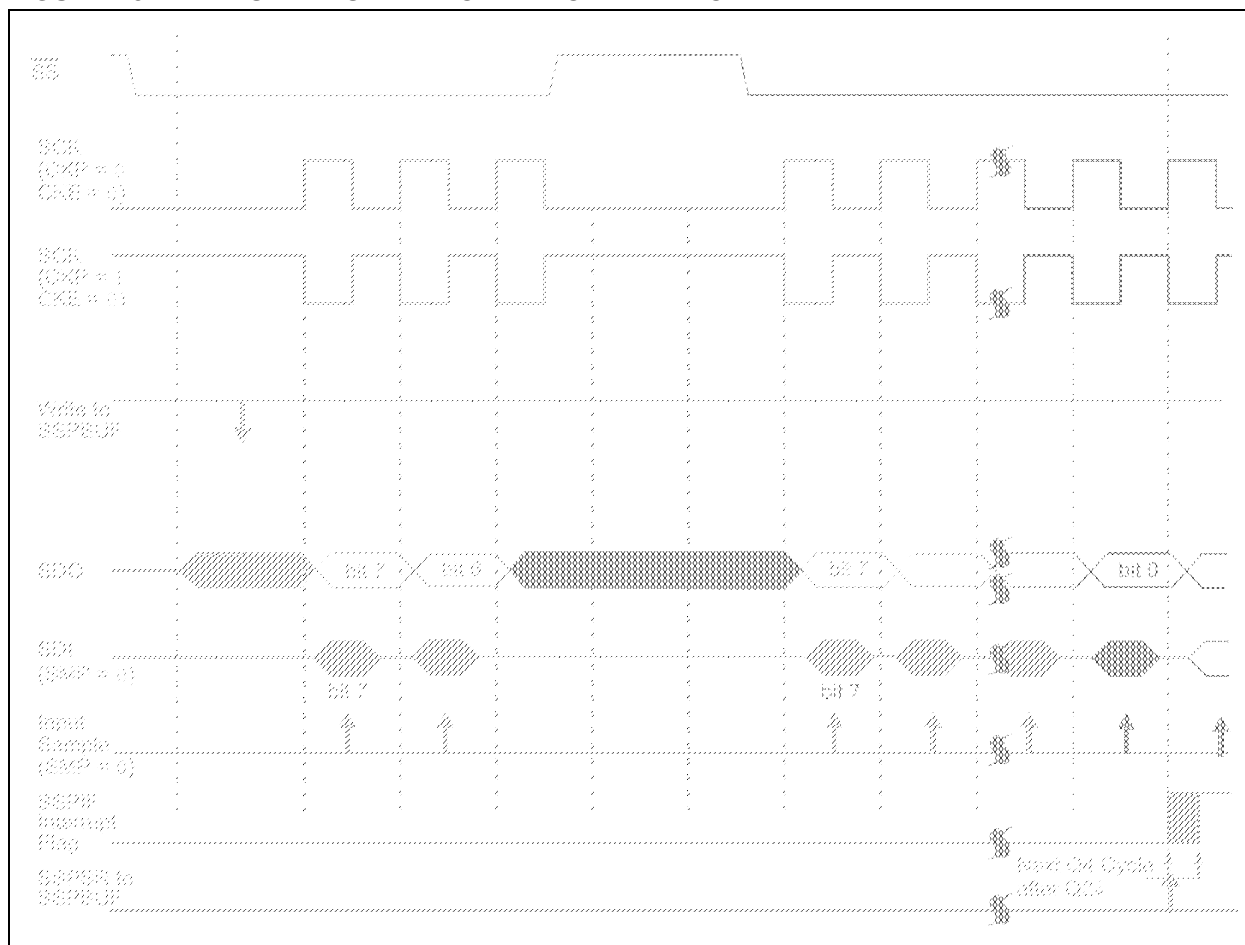 SS
SCK
(CKP = 0
CKE = 0)
SCK
(CKP = 1
CKE = 0)
Write to
SSPBUF
SDO
bit 7
bit 6
bit 7
bit 0
SDI
(SMP = 0)
bit 7
bit 7
Input
Sample
(SMP = 0)
SSPIF
Interrupt
Flag
Next Q4 Cycle
after Q2↓
SSPSR to
SSPBUF